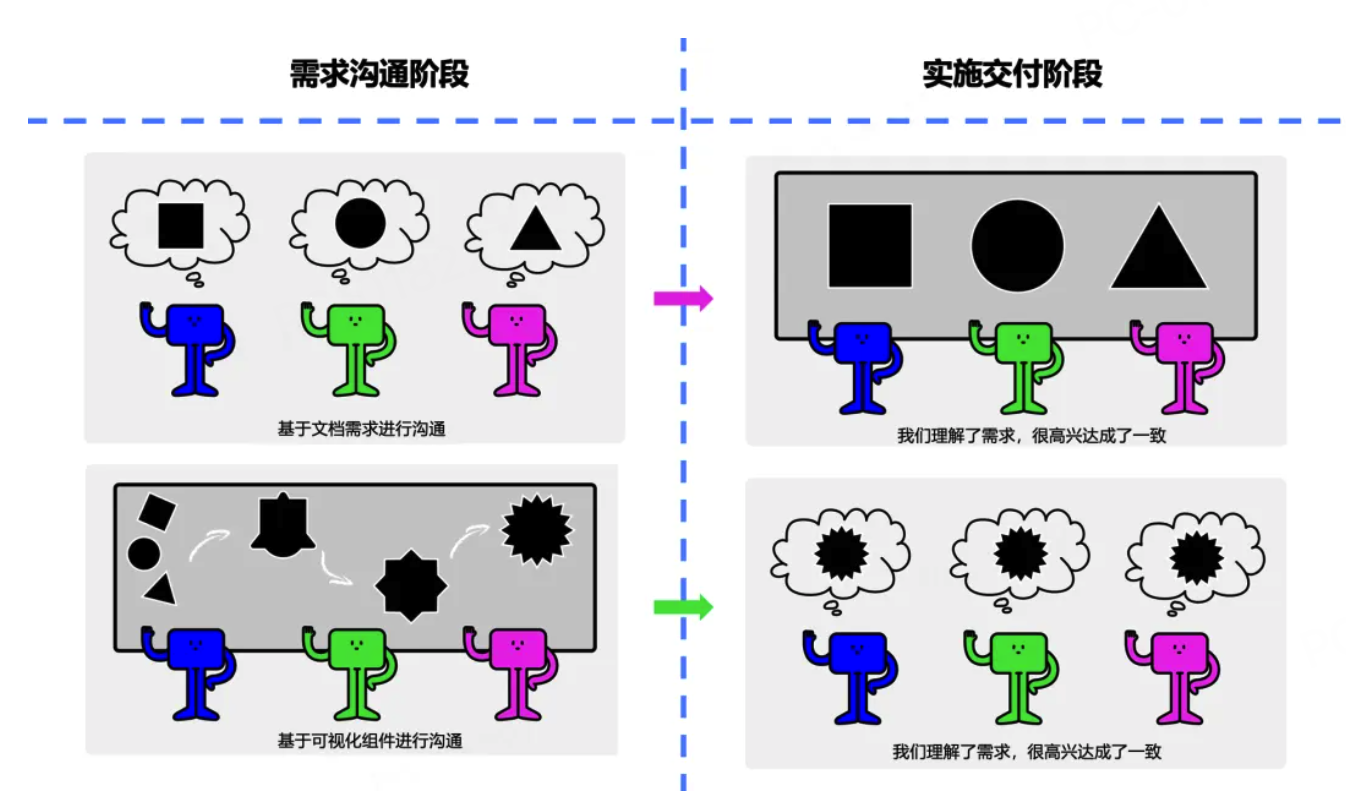 需求沟通阶段
实施交付阶段
基于文档需求进行沟通
我们理解了需求，很高兴达成了一致
基于可视化组件进行沟通
我们理解了需求，很高兴达成了一致